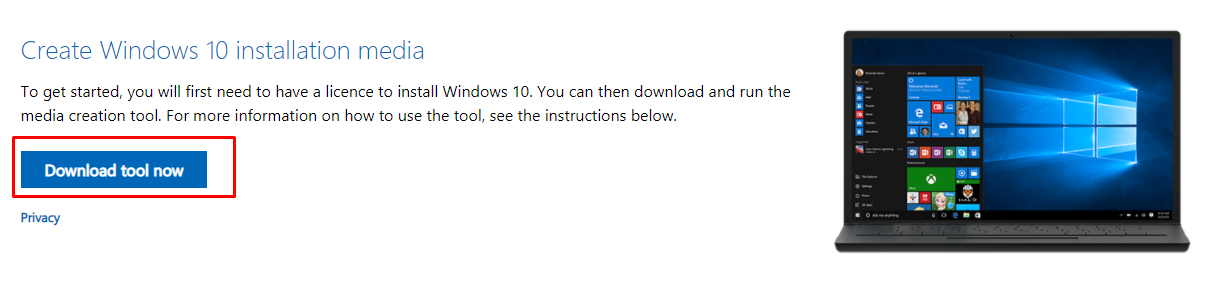 Create Windows 10 installation media
To get started, you will first need to have a licence to install Windows 10. You can then download and run the
media creation tool. For more information on how to use the tool, see the instructions below.
Download tool now
Privacy